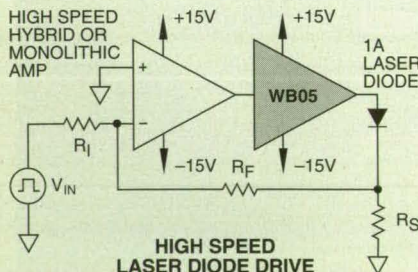 HIGH SPEED
HYBRID OR
MONOLITHIC
AMP
+15V
+15V
1A
LASER
DIODE
+
WB05
–
R_I
–15V
–15V
R_F
V_IN
R_S
HIGH SPEED
LASER DIODE DRIVE